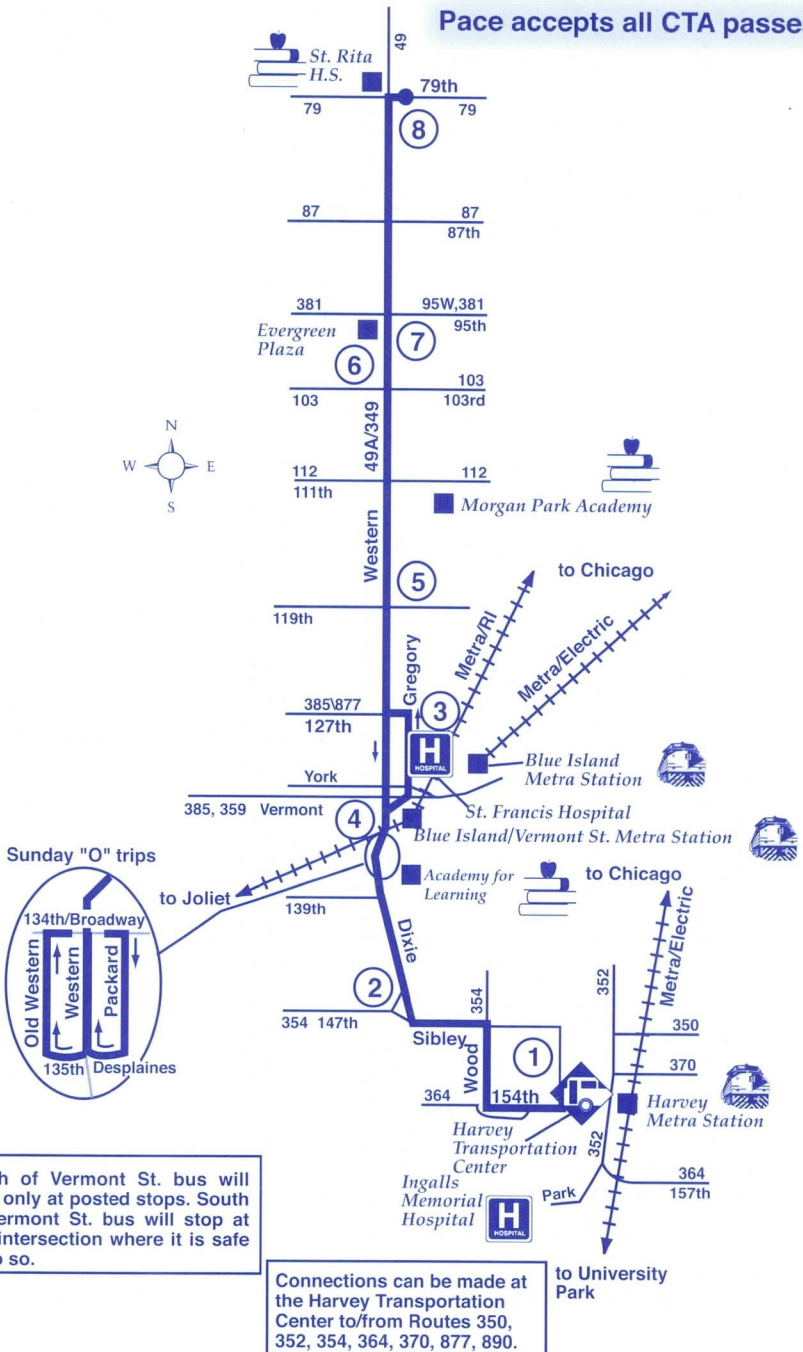 Pace accepts all CTA passes
49
St. Rita
H.S.
79th
79
79
8
87
87
87th
381
95W,381
95th
Evergreen
Plaza
7
6
103
103
103rd
49A/349
N
W E
S
112
112
111th
Morgan Park Academy
Western
5
to Chicago
119th
Metra/RI
Metra/Electric
Gregory
385\877
127th
3
H
HOSPITAL
Blue Island
Metra Station
York
385, 359 Vermont
St. Francis Hospital
4
Blue Island/Vermont St. Metra Station
Sunday "O" trips
to Joliet
Academy for
Learning
to Chicago
139th
134th/Broadway
Old Western
Western
Packard
135th
Desplaines
Dixie
2
354
352
Metra/Electric
354 147th
Sibley
350
1
Wood
370
364
154th
Harvey
Metra Station
Harvey
Transportation
Center
352
364
157th
Ingalls
Memorial
Hospital
H
HOSPITAL
Park
to University
Park
h of Vermont St. bus will
only at posted stops. South
ermont St. bus will stop at
intersection where it is safe
o so.
Connections can be made at
the Harvey Transportation
Center to/from Routes 350,
352, 354, 364, 370, 877, 890.